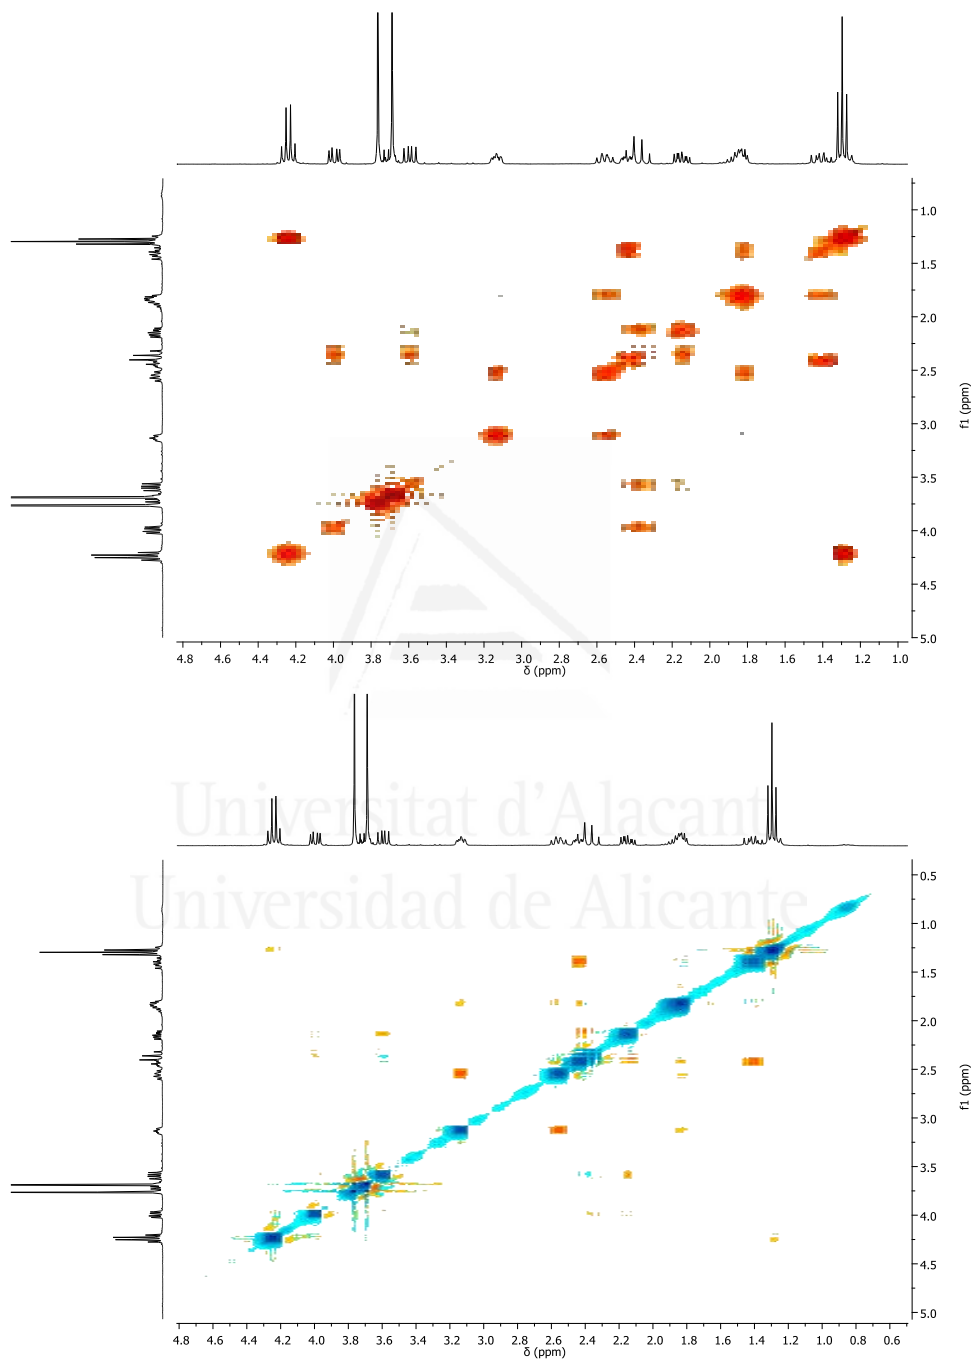 1.0
1.5
2.0
2.5
3.0
3.5
4.0
4.5
5.0
f1 (ppm)
4.8 4.6 4.4 4.2 4.0 3.8 3.6 3.4 3.2 3.0 2.8 2.6 2.4 2.2 2.0 1.8 1.6 1.4 1.2 1.0
δ (ppm)
Universitat d'Alacant
Universidad de Alicante
0.5
1.0
1.5
2.0
2.5
3.0
3.5
4.0
4.5
5.0
f1 (ppm)
4.8 4.6 4.4 4.2 4.0 3.8 3.6 3.4 3.2 3.0 2.8 2.6 2.4 2.2 2.0 1.8 1.6 1.4 1.2 1.0 0.8 0.6
δ (ppm)